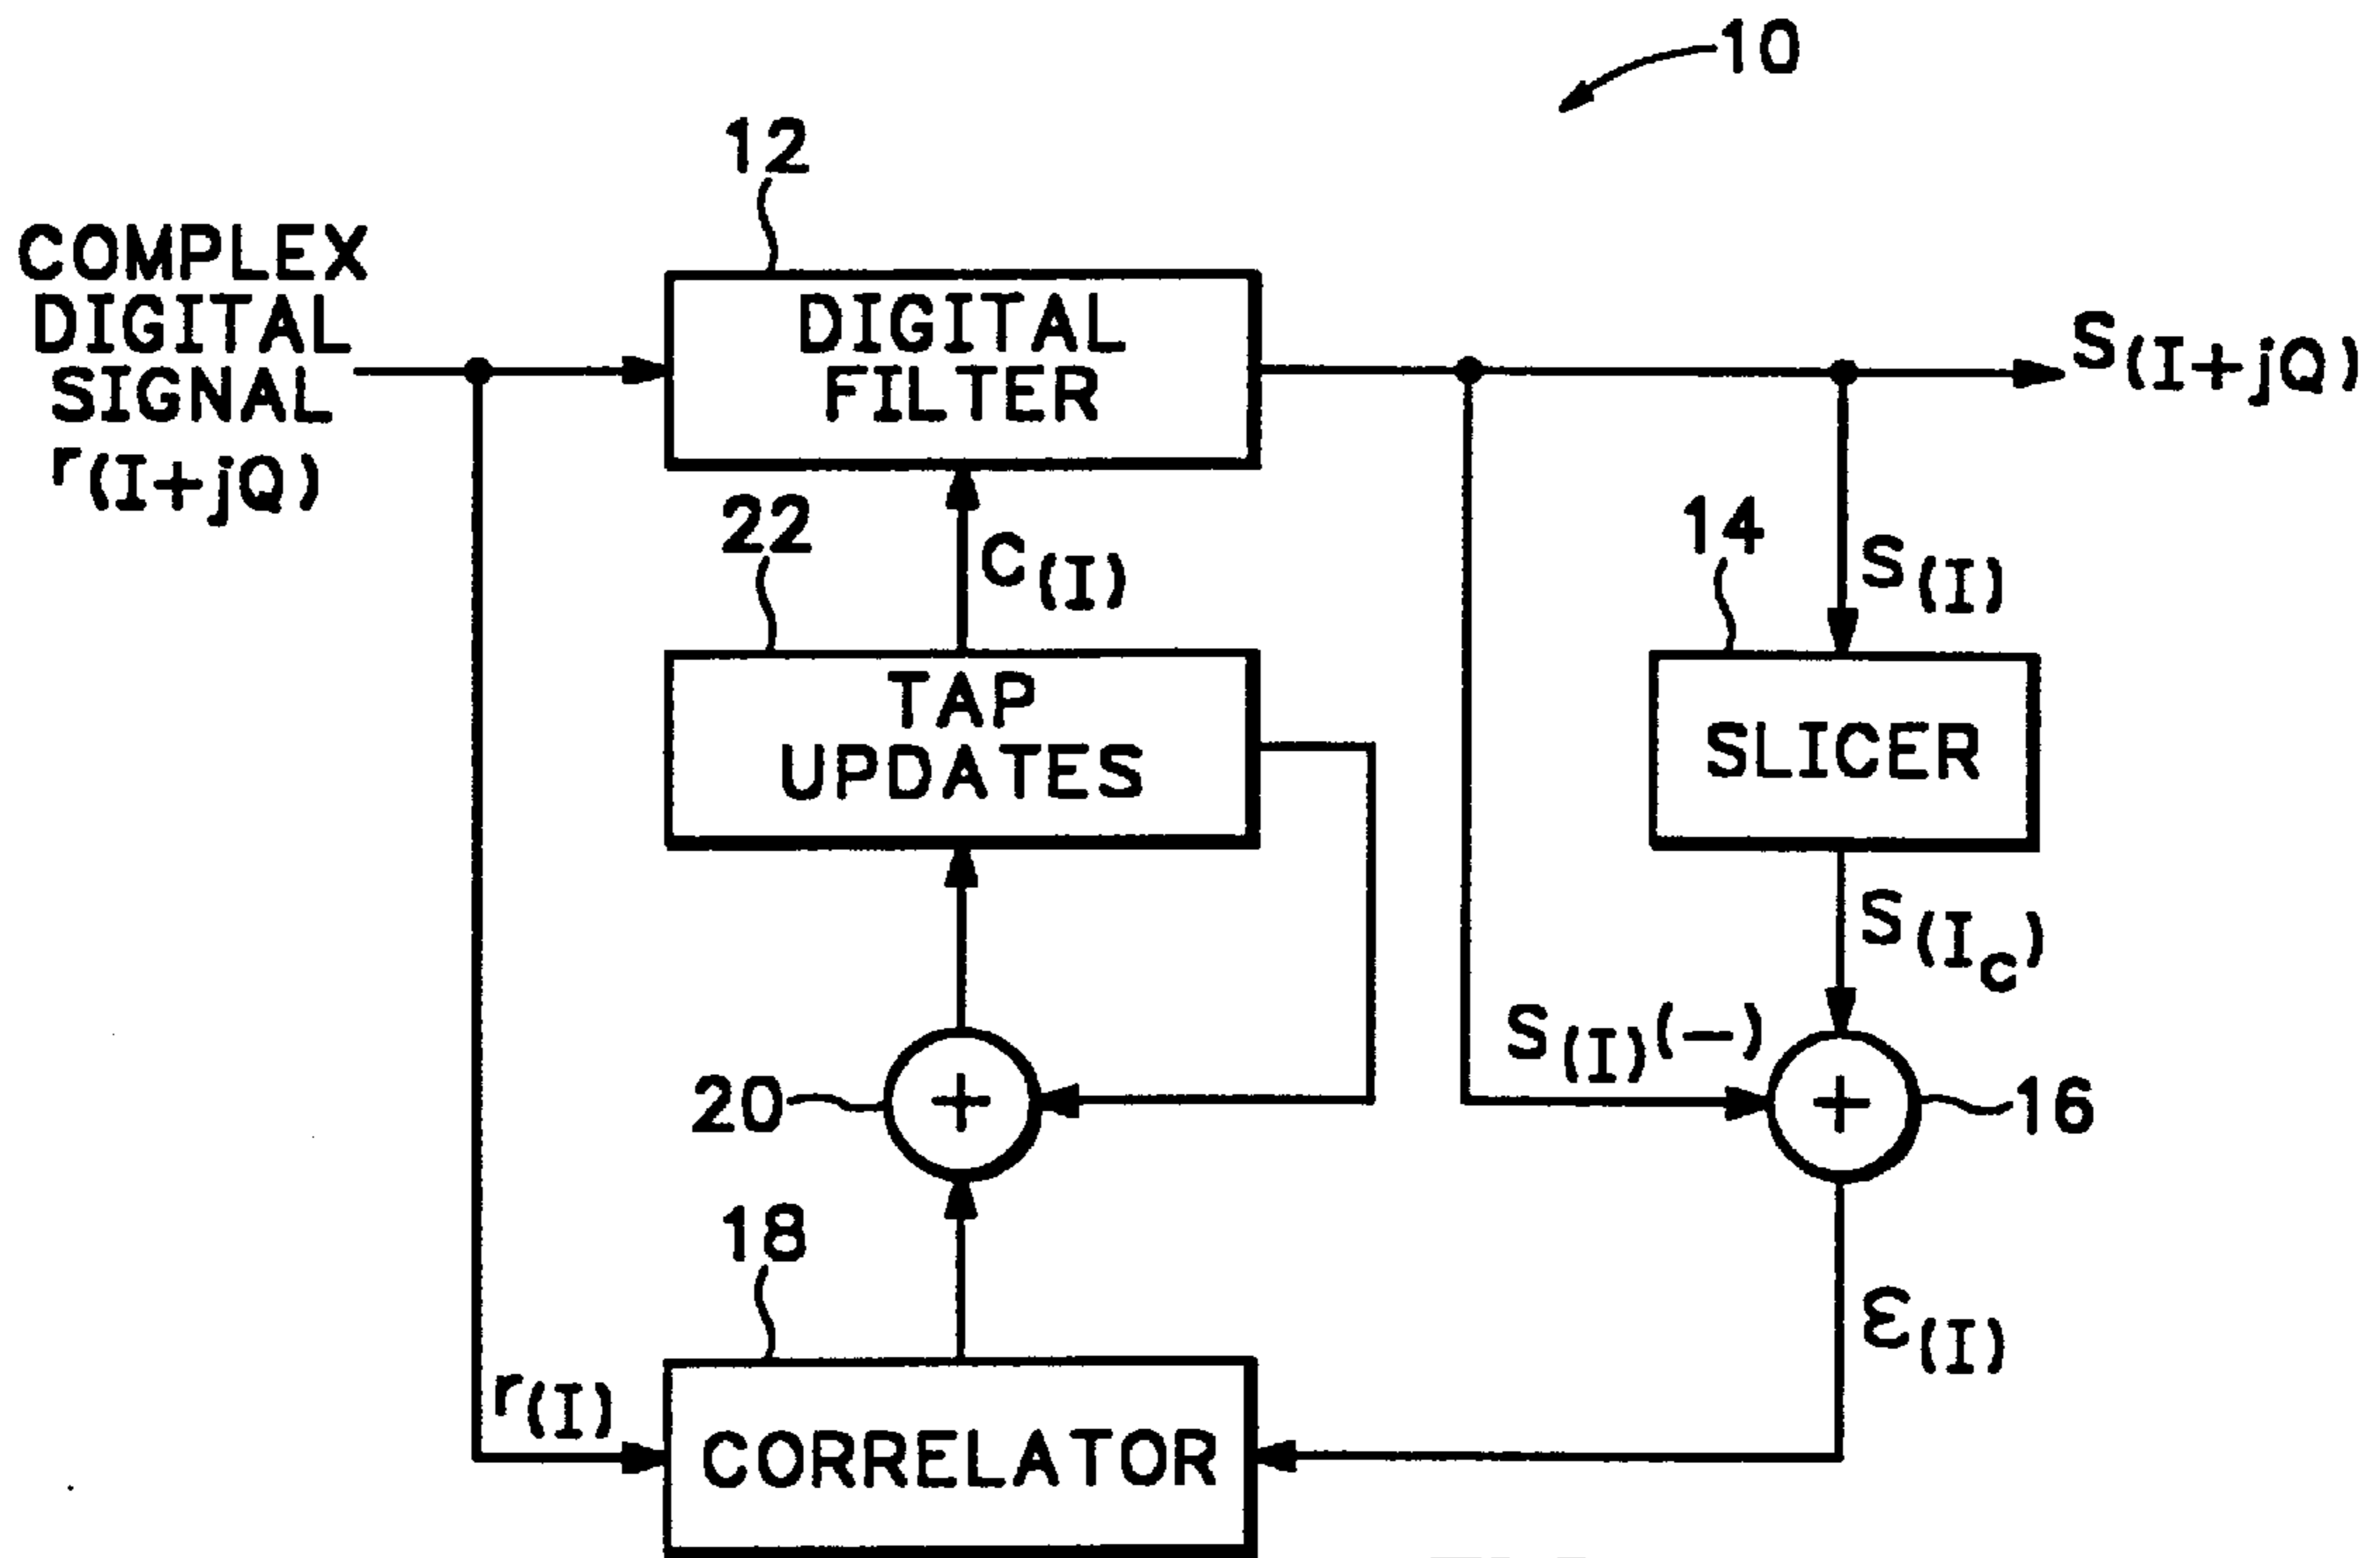 10
12
COMPLEX
DIGITAL
SIGNAL
r(I+jQ)
DIGITAL
FILTER
S(I+jQ)
22
C(I)
14
S(I)
TAP
UPDATES
SLICER
S(Ic)
S(I)(−)
20
+
+
16
18
ε(I)
r(I)
CORRELATOR